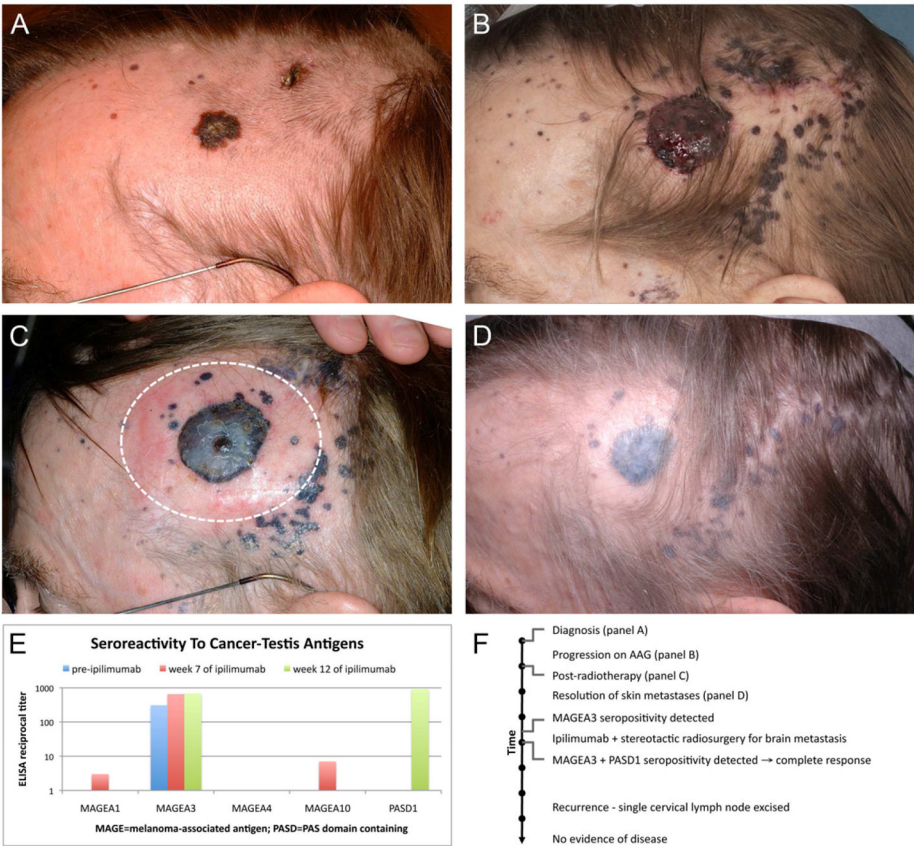 A
B
C
D
E
Seroreactivity To Cancer-Testis Antigens
pre-ipilimumab week 7 of ipilimumab week 12 of ipilimumab
ELISA reciprocal titer
1000
100
10
1
MAGEA1 MAGEA3 MAGEA4 MAGEA10 PASD1
MAGE=melanoma-associated antigen; PASD=PAS domain containing
F
Time
Diagnosis (panel A)
Progression on AAG (panel B)
Post-radiotherapy (panel C)
Resolution of skin metastases (panel D)
MAGEA3 seropositivity detected
Ipilimumab + stereotactic radiosurgery for brain metastasis
MAGEA3 + PASD1 seropositivity detected → complete response
Recurrence - single cervical lymph node excised
No evidence of disease